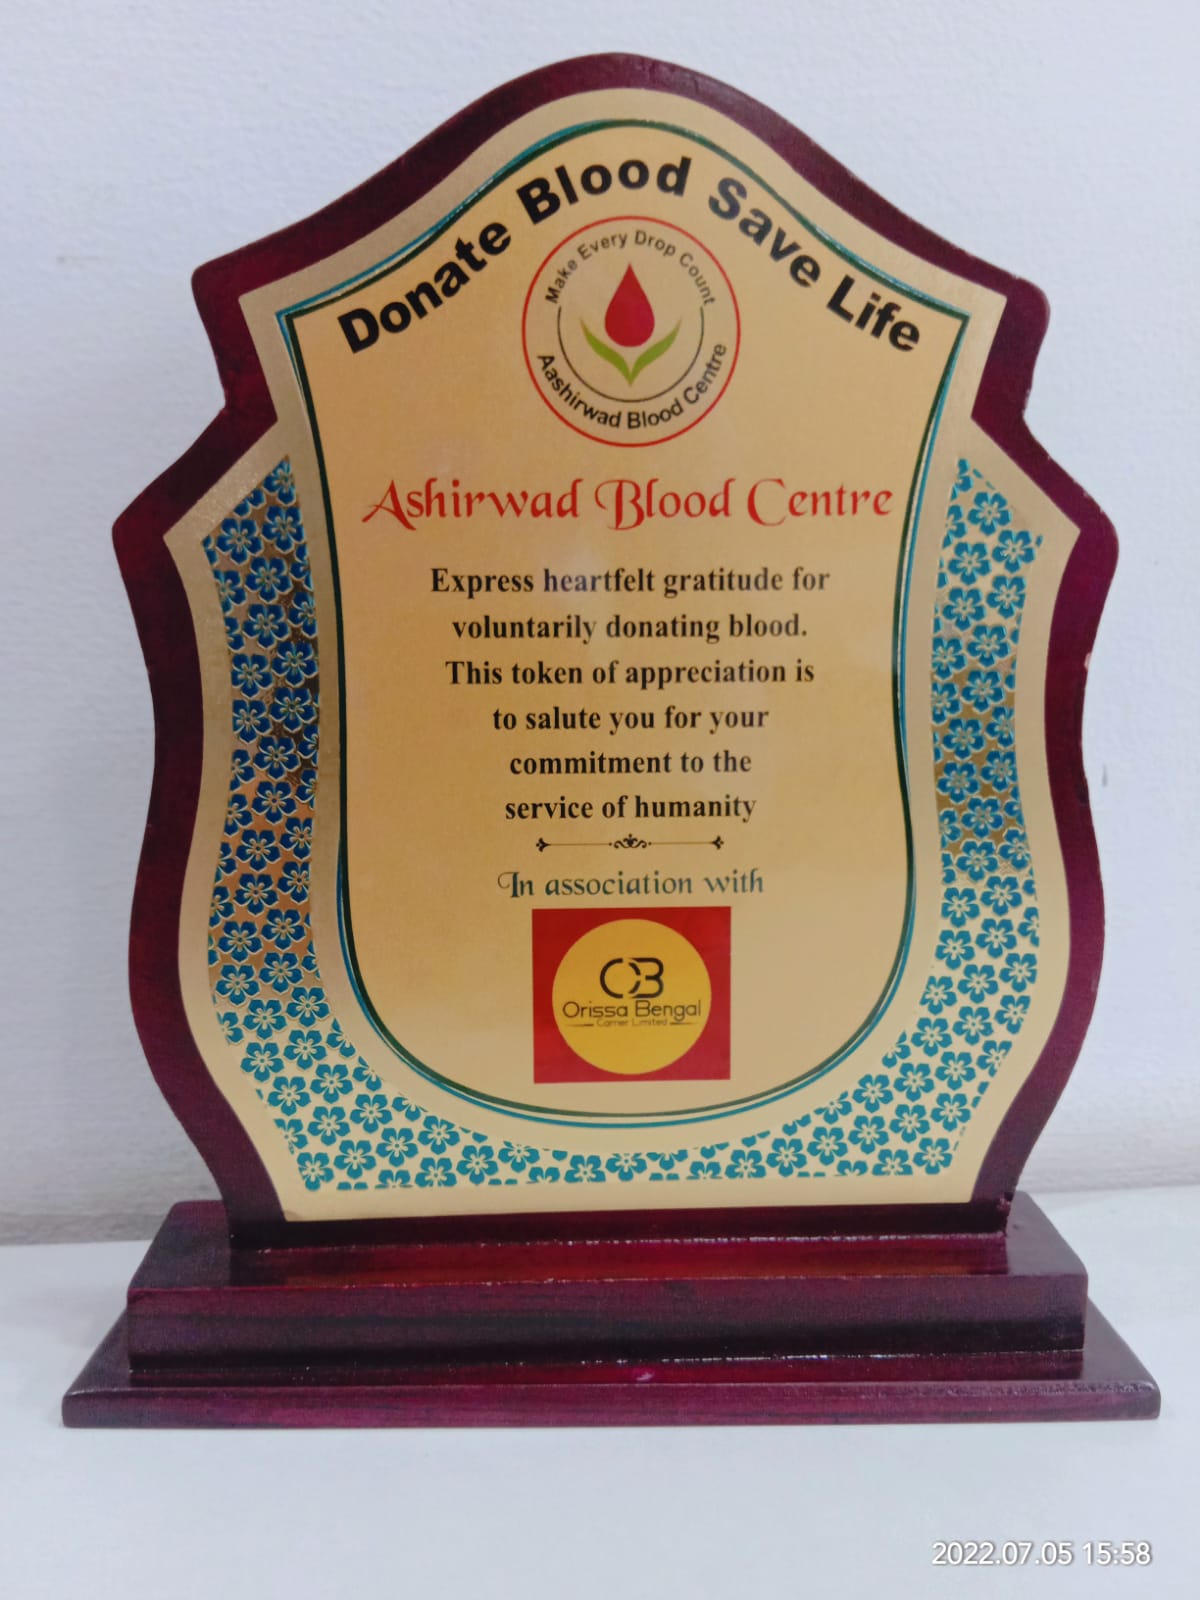 Donate Blood Save Life
Make Every Drop Count
Aashirwad Blood Centre
Ashirwad Blood Centre
Express heartfelt gratitude for
voluntarily donating blood.
This token of appreciation is
to salute you for your
commitment to the
service of humanity
In association with
OB
Orissa Bengal
Carrier Limited
2022.07.05 15:58